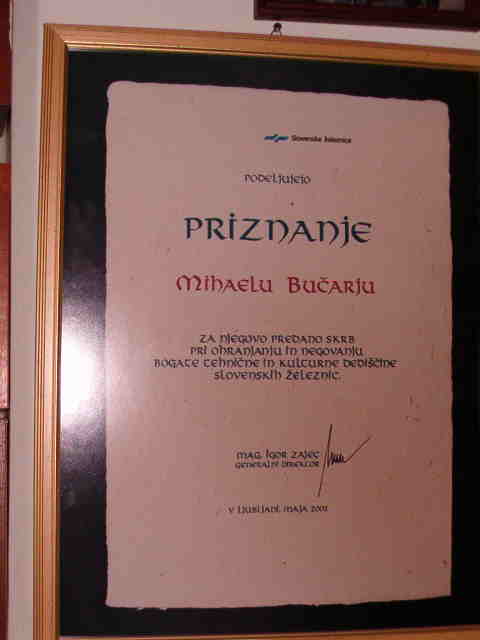 Slovenske železnice
PODELJUJEJO
PRIZNANJE
MIHAELU BUČARJU
ZA NJEGOVO PREDANO SKRB
PRI OHRANJANJU IN NEGOVANJU
BOGATE TEHNIČNE IN KULTURNE DEDIŠČINE
SLOVENSKIH ŽELEZNIC.
MAG. IGOR ZAJEC
GENERALNI DIREKTOR
V LJUBLJANI, MAJA 2002